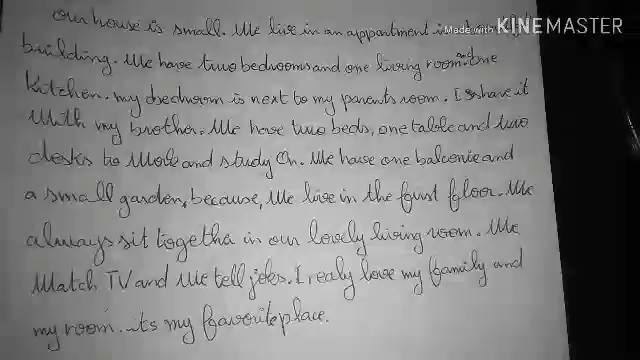 Made with KINEMASTER
our house is small. We live in an appartment in
building. We have two bedrooms and one living room and one
kitchen. my bedroom is next to my parents room. I share it
With my brother. We have two beds, one table and two
desks to Work and study On. We have one balconie and
a small garden, because, We live in the first floor. We
always sit together in our lovely living room. We
Watch TV and We tell jokes. I realy love my family and
my room. its my favorite place.